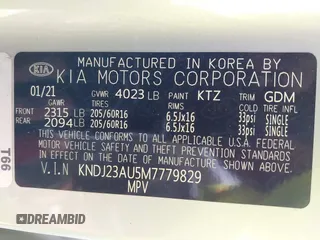 MANUFACTURED IN KOREA BY
KIA KIA MOTORS CORPORATION
01/21 GVWR 4023 LB PAINT KTZ TRIM GDM
GAWR TIRE RIM COLD TIRE INFL
FRONT 2315 LB 205/60R16 6.5Jx16 33psi SINGLE
REAR 2094 LB 205/60R16 6.5Jx16 33psi SINGLE
THIS VEHICLE CONFORMS TO ALL APPLICABLE
FEDERAL MOTOR VEHICLE SAFETY, BUMPER, AND
THEFT PREVENTION STANDARDS IN EFFECT ON
THE DATE OF MANUFACTURE SHOWN ABOVE.
V.I.N KNDJ23AU5M7779829
MPV
T66
DREAMBID